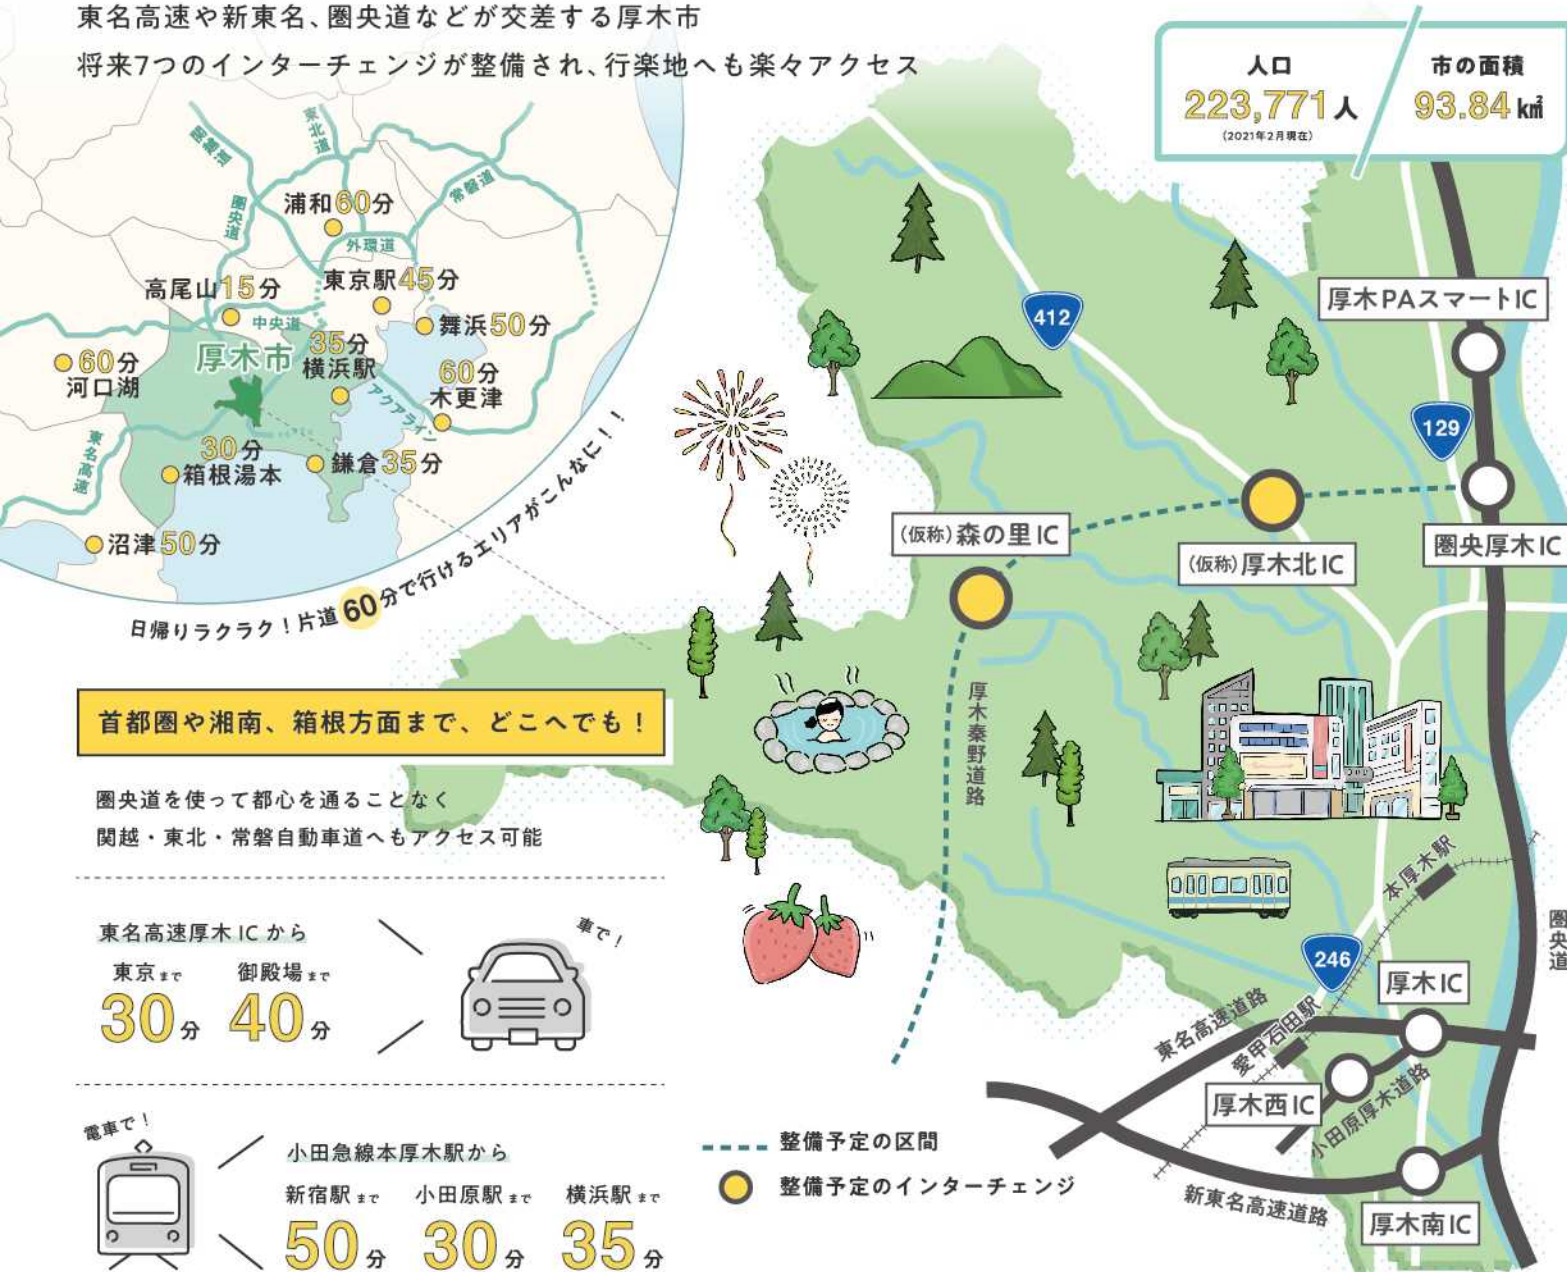 東名高速や新東名、圏央道などが交差する厚木市
将来7つのインターチェンジが整備され、行楽地へも楽々アクセス
人口
223,771人
(2021年2月現在)
市の面積
93.84㎢
関越道
東北道
常磐道
圏央道
浦和60分
外環道
高尾山15分
東京駅45分
中央道
舞浜50分
厚木市
35分
横浜駅
60分
河口湖
60分
木更津
アクアライン
東名高速
30分
箱根湯本
鎌倉35分
沼津50分
日帰りラクラク！片道60分で行けるエリアがこんなに！！
首都圏や湘南、箱根方面まで、どこへでも！
圏央道を使って都心を通ることなく
関越・東北・常磐自動車道へもアクセス可能
東名高速厚木ICから
東京まで
30分
御殿場まで
40分
車で！
電車で！
小田急線本厚木駅から
新宿駅まで
50分
小田原駅まで
30分
横浜駅まで
35分
412
厚木PAスマートIC
129
(仮称)森の里IC
(仮称)厚木北IC
圏央厚木IC
厚木秦野道路
本厚木駅
圏央道
246
厚木IC
東名高速道路
愛甲石田駅
厚木西IC
小田原厚木道路
新東名高速道路
厚木南IC
整備予定の区間
整備予定のインターチェンジ